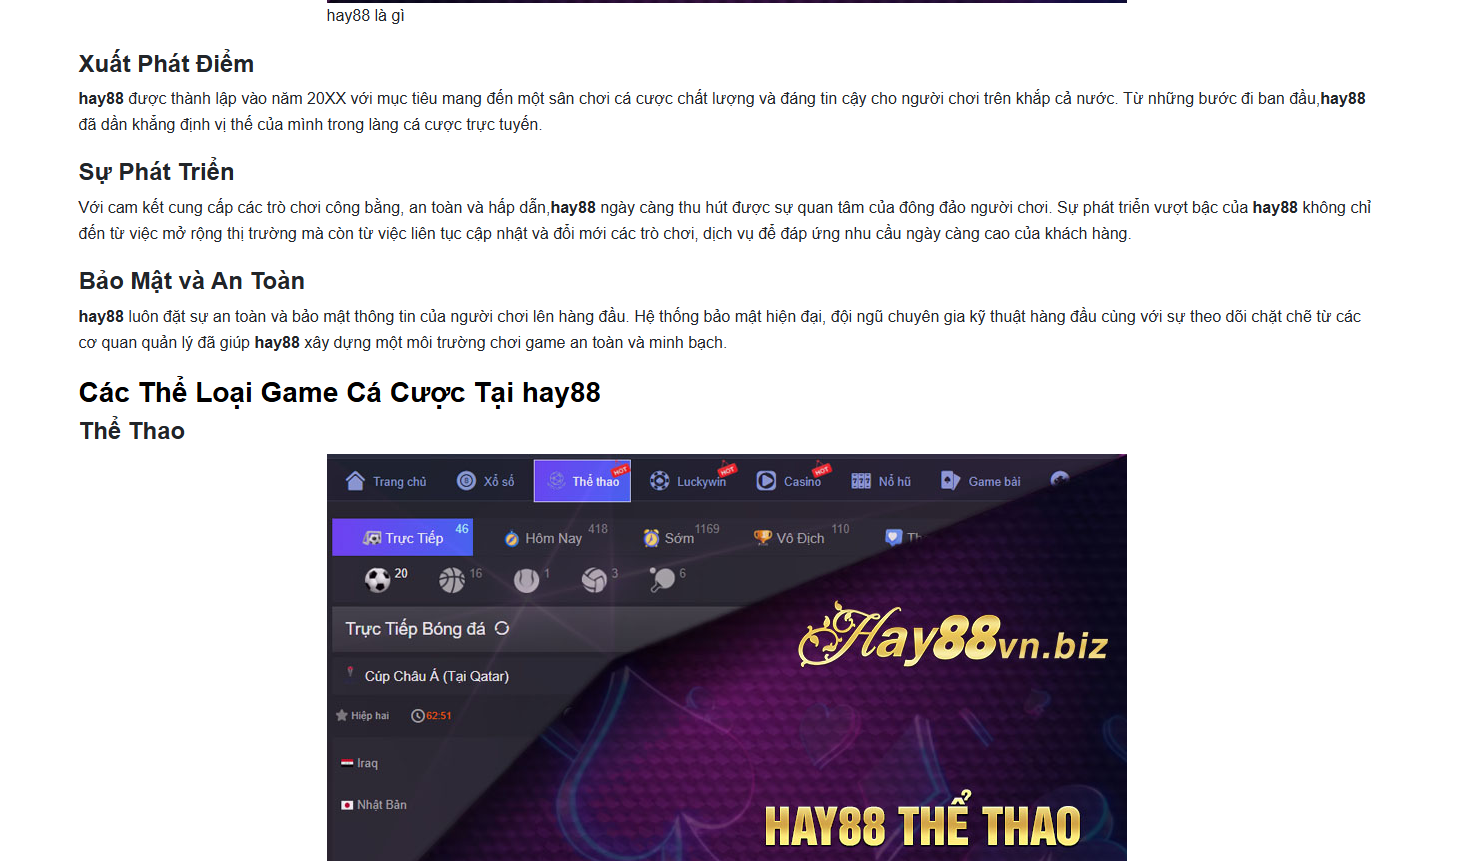 hay88 là gì
Xuất Phát Điểm
hay88 được thành lập vào năm 20XX với mục tiêu mang đến một sân chơi cá cược chất lượng và đáng tin cậy cho người chơi trên khắp cả nước. Từ những bước đi ban đầu,hay88
đã dần khẳng định vị thế của mình trong làng cá cược trực tuyến.
Sự Phát Triển
Với cam kết cung cấp các trò chơi công bằng, an toàn và hấp dẫn,hay88 ngày càng thu hút được sự quan tâm của đông đảo người chơi. Sự phát triển vượt bậc của hay88 không chỉ
đến từ việc mở rộng thị trường mà còn từ việc liên tục cập nhật và đổi mới các trò chơi, dịch vụ để đáp ứng nhu cầu ngày càng cao của khách hàng.
Bảo Mật và An Toàn
hay88 luôn đặt sự an toàn và bảo mật thông tin của người chơi lên hàng đầu. Hệ thống bảo mật hiện đại, đội ngũ chuyên gia kỹ thuật hàng đầu cùng với sự theo dõi chặt chẽ từ các
cơ quan quản lý đã giúp hay88 xây dựng một môi trường chơi game an toàn và minh bạch.
Các Thể Loại Game Cá Cược Tại hay88
Thể Thao
Trang chủ Xổ số Thể thao HOT Luckywin HOT Casino HOT Nổ hũ Game bài
Trực Tiếp 46 Hôm Nay 418 Sớm 1169 Vô Địch 110
20 16 1 3 6
Trực Tiếp Bóng đá
Hay88vn.biz
Cúp Châu Á (Tại Qatar)
Hiệp hai 62:51
Iraq
Nhật Bản
HAY88 THỂ THAO